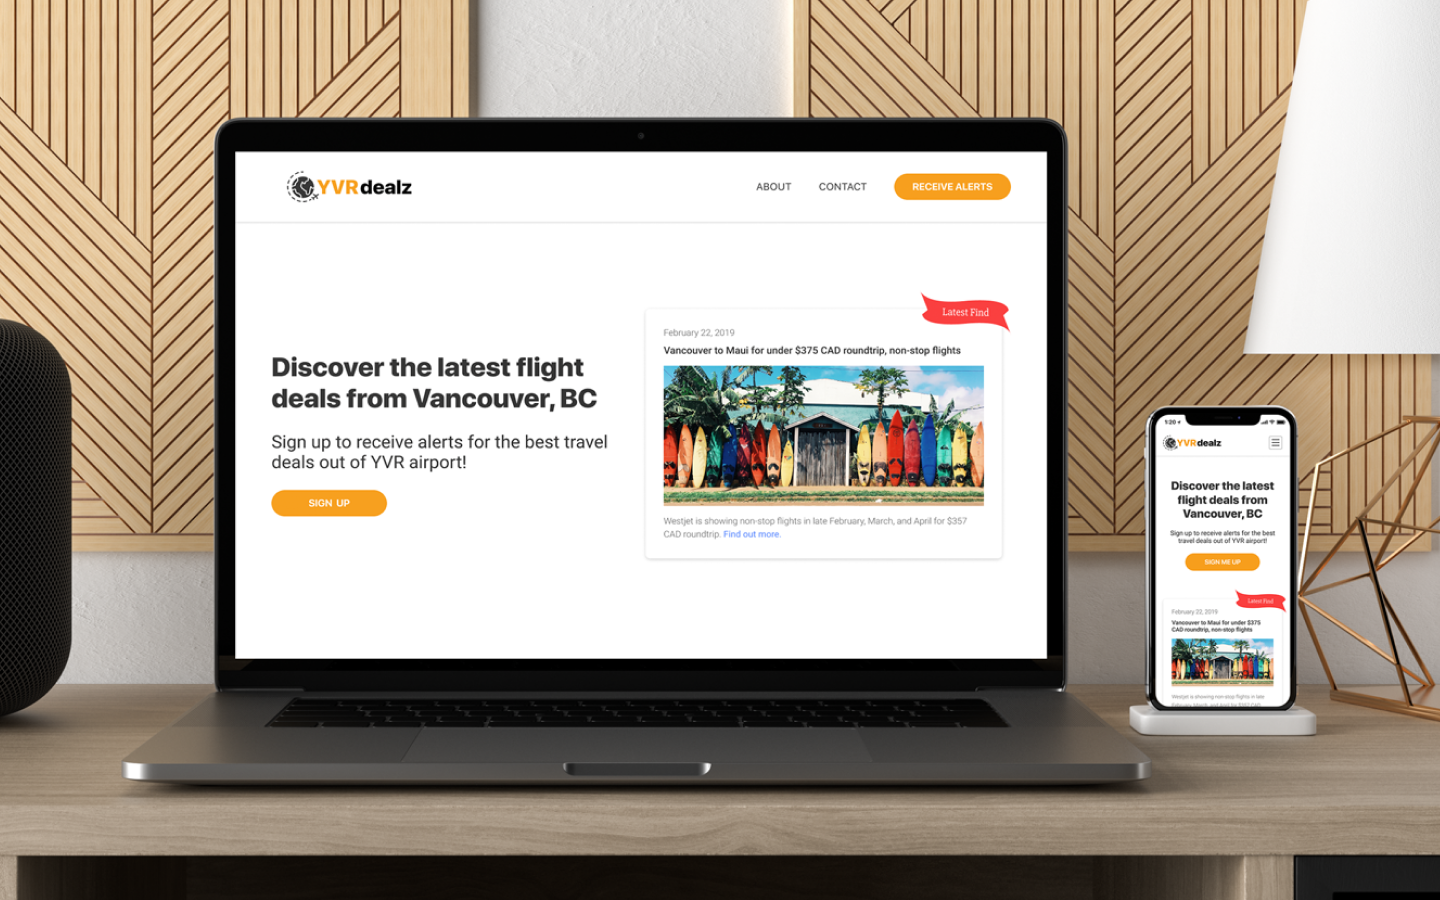 YVRdealz
ABOUT
CONTACT
RECEIVE ALERTS
Discover the latest flight
deals from Vancouver, BC
Sign up to receive alerts for the best travel
deals out of YVR airport!
SIGN UP
Latest Find
February 22, 2019
Vancouver to Maui for under $375 CAD roundtrip, non-stop flights
Westjet is showing non-stop flights in late February, March, and April for $357
CAD roundtrip. Find out more.
1:20
YVRdealz
Discover the latest
flight deals from
Vancouver, BC
Sign up to receive alerts for the best
travel deals out of YVR airport!
SIGN ME UP
Latest Find
February 22, 2019
Vancouver to Maui for under $375
CAD roundtrip, non-stop flights
Westjet is showing non-stop flights in late
February, March, and April for $357